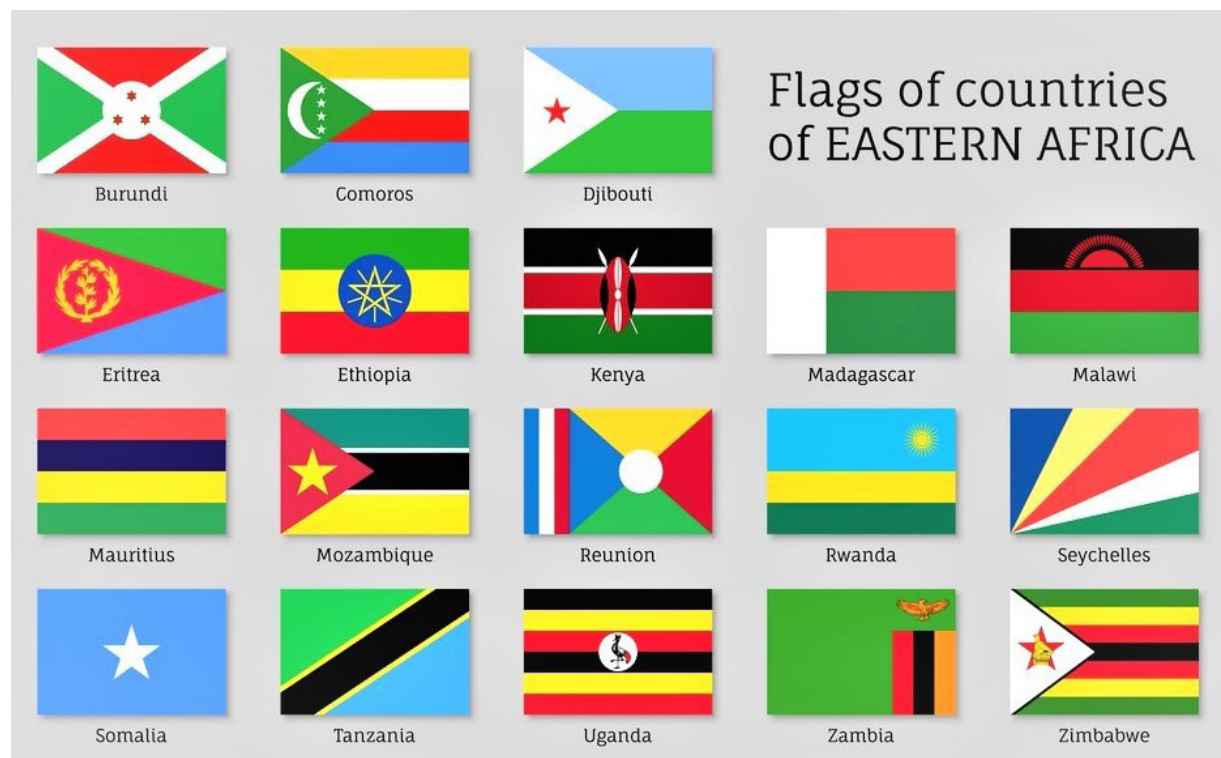 Flags of countries
of EASTERN AFRICA
Burundi
Comoros
Djibouti
Eritrea
Ethiopia
Kenya
Madagascar
Malawi
Mauritius
Mozambique
Reunion
Rwanda
Seychelles
Somalia
Tanzania
Uganda
Zambia
Zimbabwe